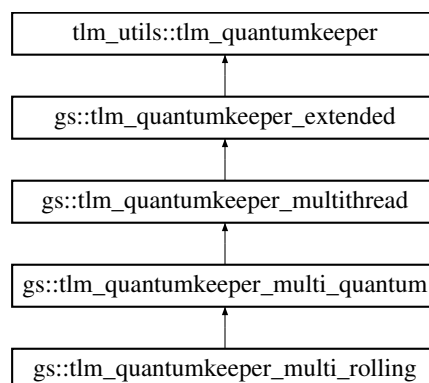 tlm_utils::tlm_quantumkeeper
gs::tlm_quantumkeeper_extended
gs::tlm_quantumkeeper_multithread
gs::tlm_quantumkeeper_multi_quantum
gs::tlm_quantumkeeper_multi_rolling